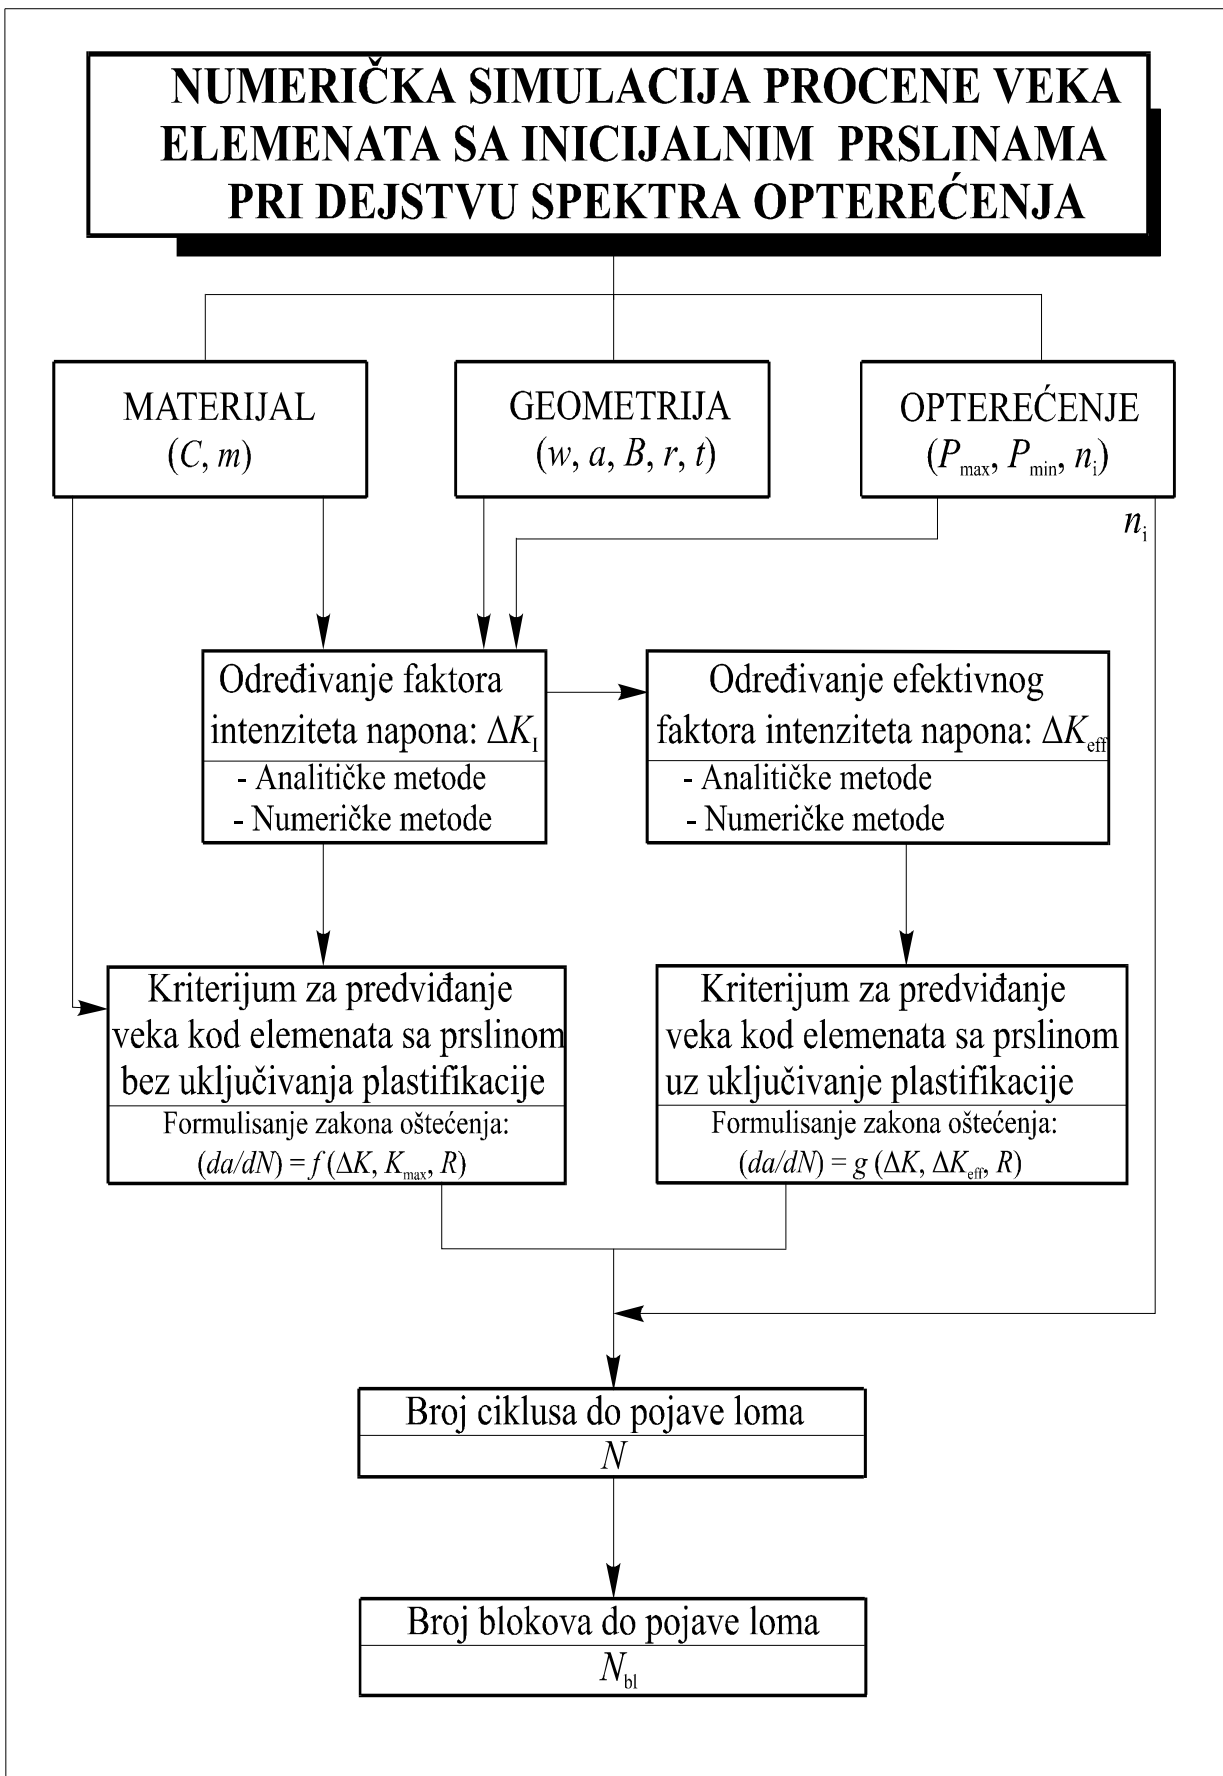 NUMERIČKA SIMULACIJA PROCENE VEKA
ELEMENATA SA INICIJALNIM PRSLINAMA
PRI DEJSTVU SPEKTRA OPTEREĆENJA
MATERIJAL
(C, m)
GEOMETRIJA
(w, a, B, r, t)
OPTEREĆENJE
(Pmax, Pmin, ni)
ni
Određivanje faktora
intenziteta napona: ΔKI
- Analitičke metode
- Numeričke metode
Određivanje efektivnog
faktora intenziteta napona: ΔKeff
- Analitičke metode
- Numeričke metode
Kriterijum za predviđanje
veka kod elemenata sa prslinom
bez uključivanja plastifikacije
Formulisanje zakona oštećenja:
(da/dN) = f (ΔK, Kmax, R)
Kriterijum za predviđanje
veka kod elemenata sa prslinom
uz uključivanje plastifikacije
Formulisanje zakona oštećenja:
(da/dN) = g (ΔK, ΔKeff, R)
Broj ciklusa do pojave loma
N
Broj blokova do pojave loma
Nbl